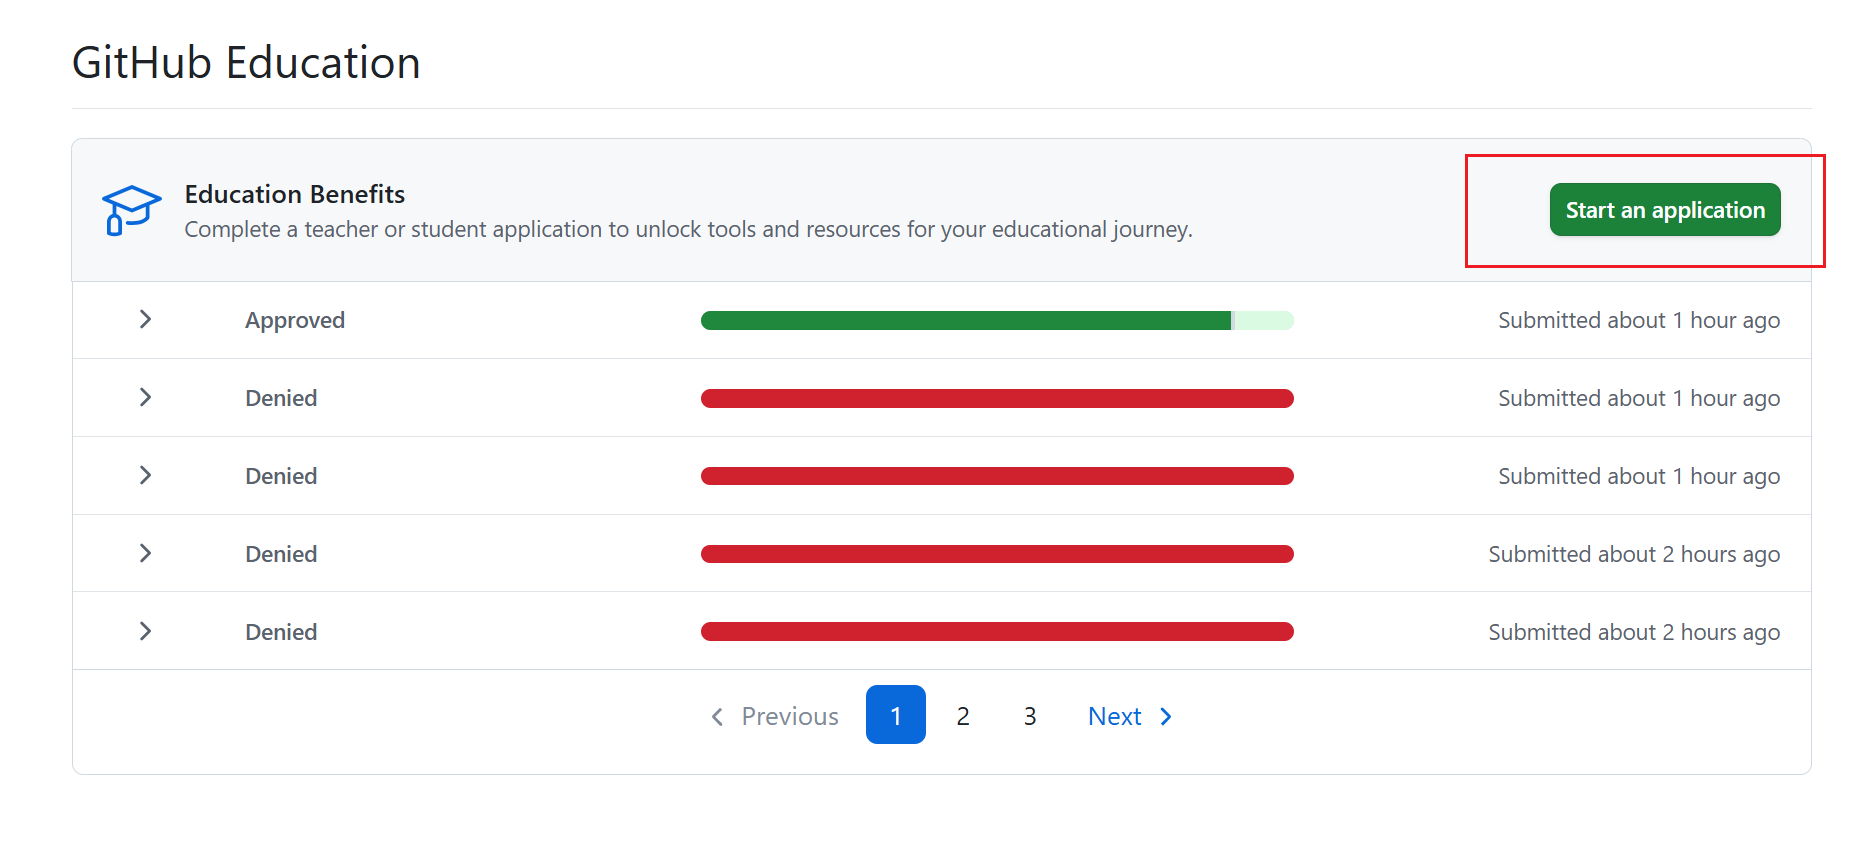 GitHub Education
Education Benefits
Complete a teacher or student application to unlock tools and resources for your educational journey.
Start an application
Approved
Submitted about 1 hour ago
Denied
Submitted about 1 hour ago
Denied
Submitted about 1 hour ago
Denied
Submitted about 2 hours ago
Denied
Submitted about 2 hours ago
Previous 1 2 3 Next